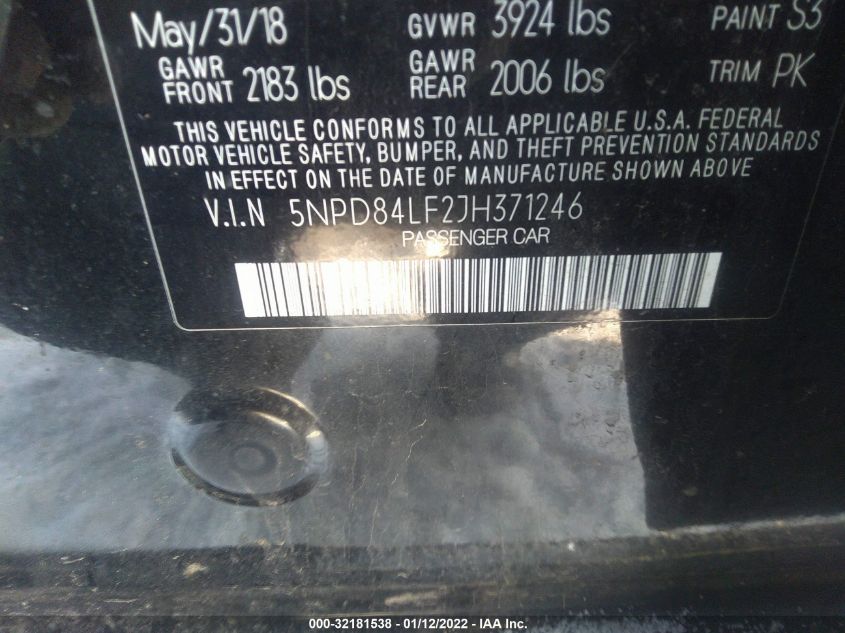 May/31/18 GVWR 3924 lbs PAINT S3
GAWR FRONT 2183 lbs GAWR REAR 2006 lbs TRIM PK
THIS VEHICLE CONFORMS TO ALL APPLICABLE U.S.A. FEDERAL
MOTOR VEHICLE SAFETY, BUMPER, AND THEFT PREVENTION STANDARDS
IN EFFECT ON THE DATE OF MANUFACTURE SHOWN ABOVE
V.I.N 5NPD84LF2JH371246
PASSENGER CAR
000-32181538 - 01/12/2022 - IAA Inc.